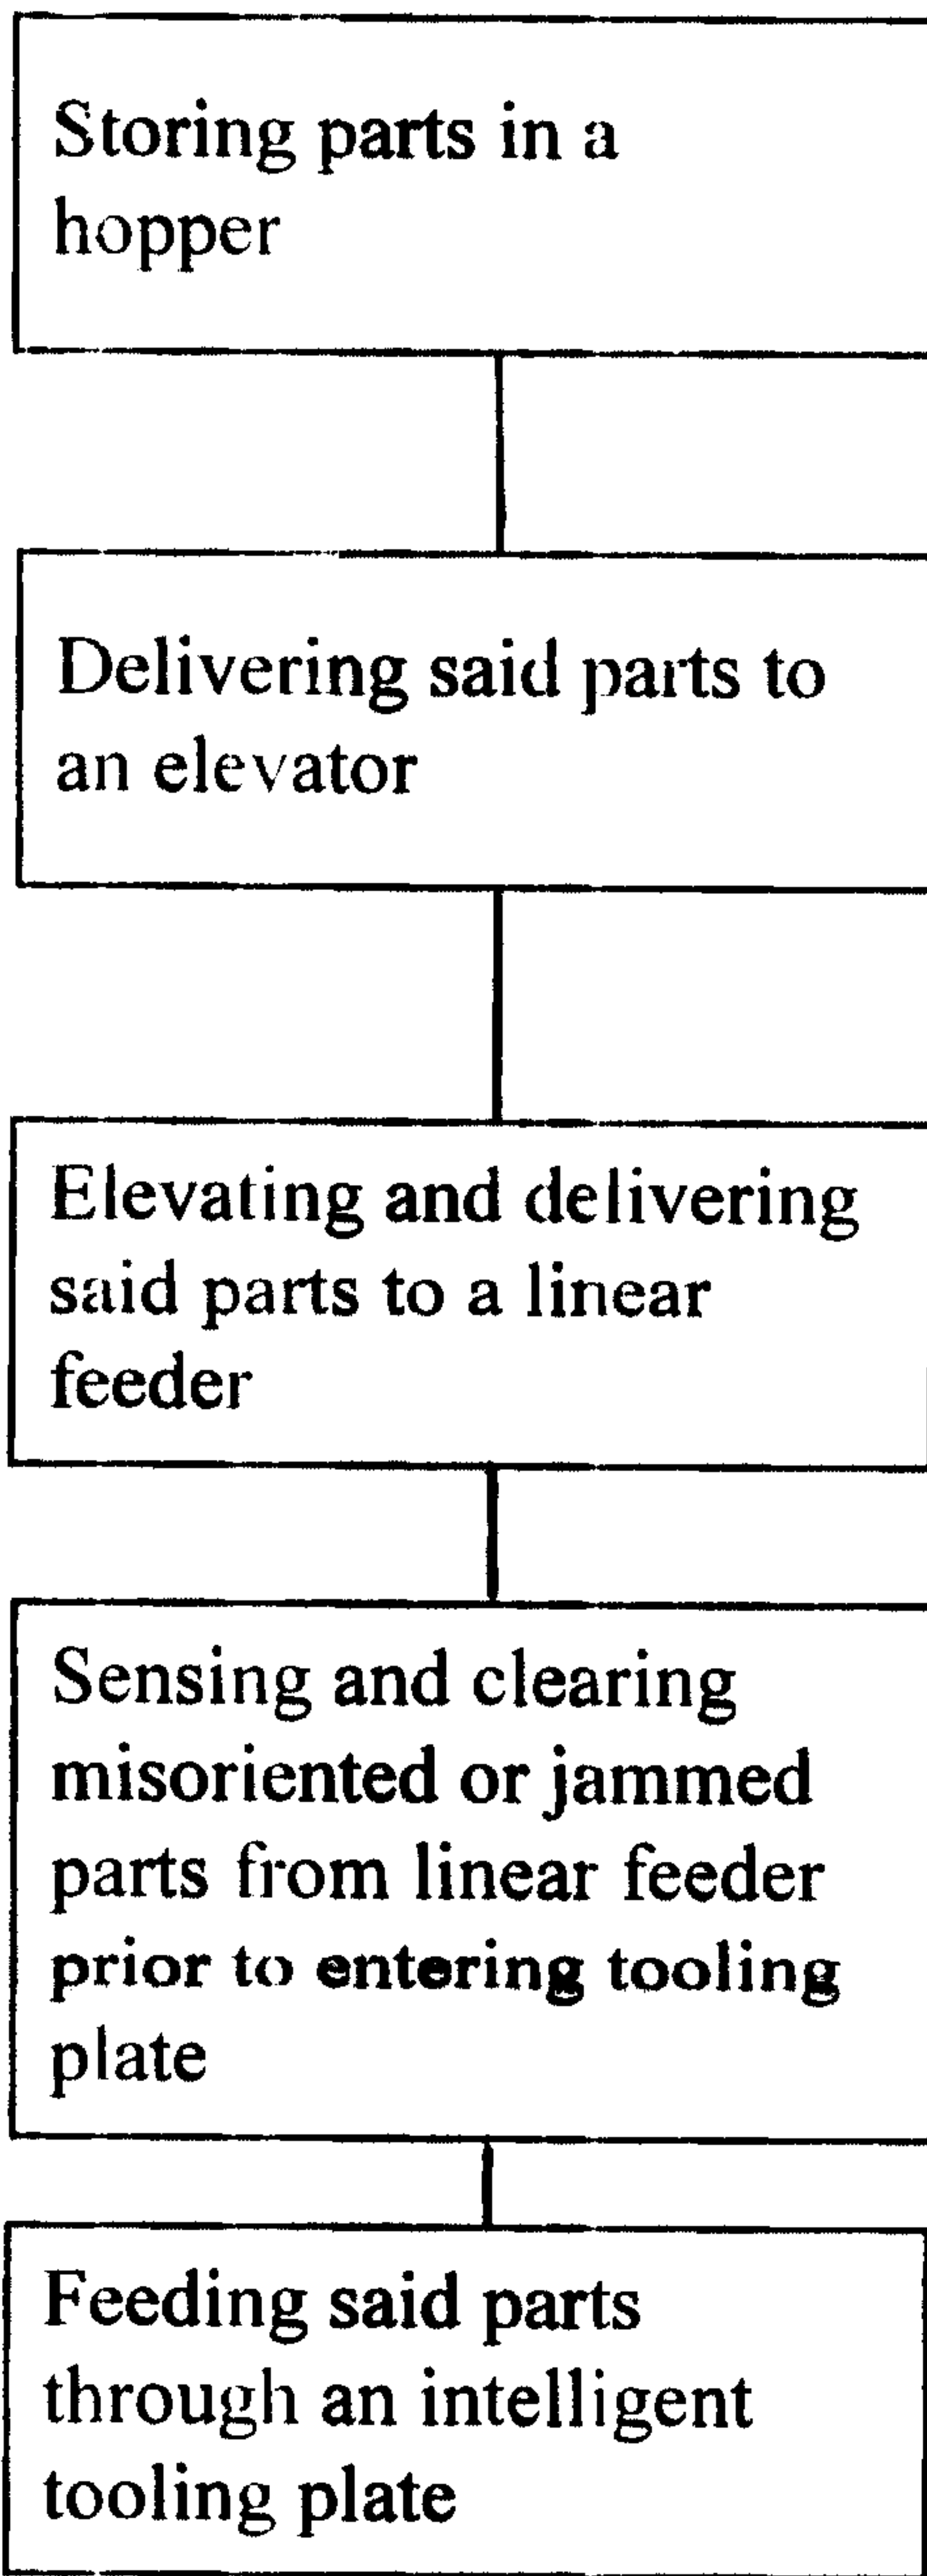 Storing parts in a
hopper
Delivering said parts to
an elevator
Elevating and delivering
said parts to a linear
feeder
Sensing and clearing
misoriented or jammed
parts from linear feeder
prior to entering tooling
plate
Feeding said parts
through an intelligent
tooling plate